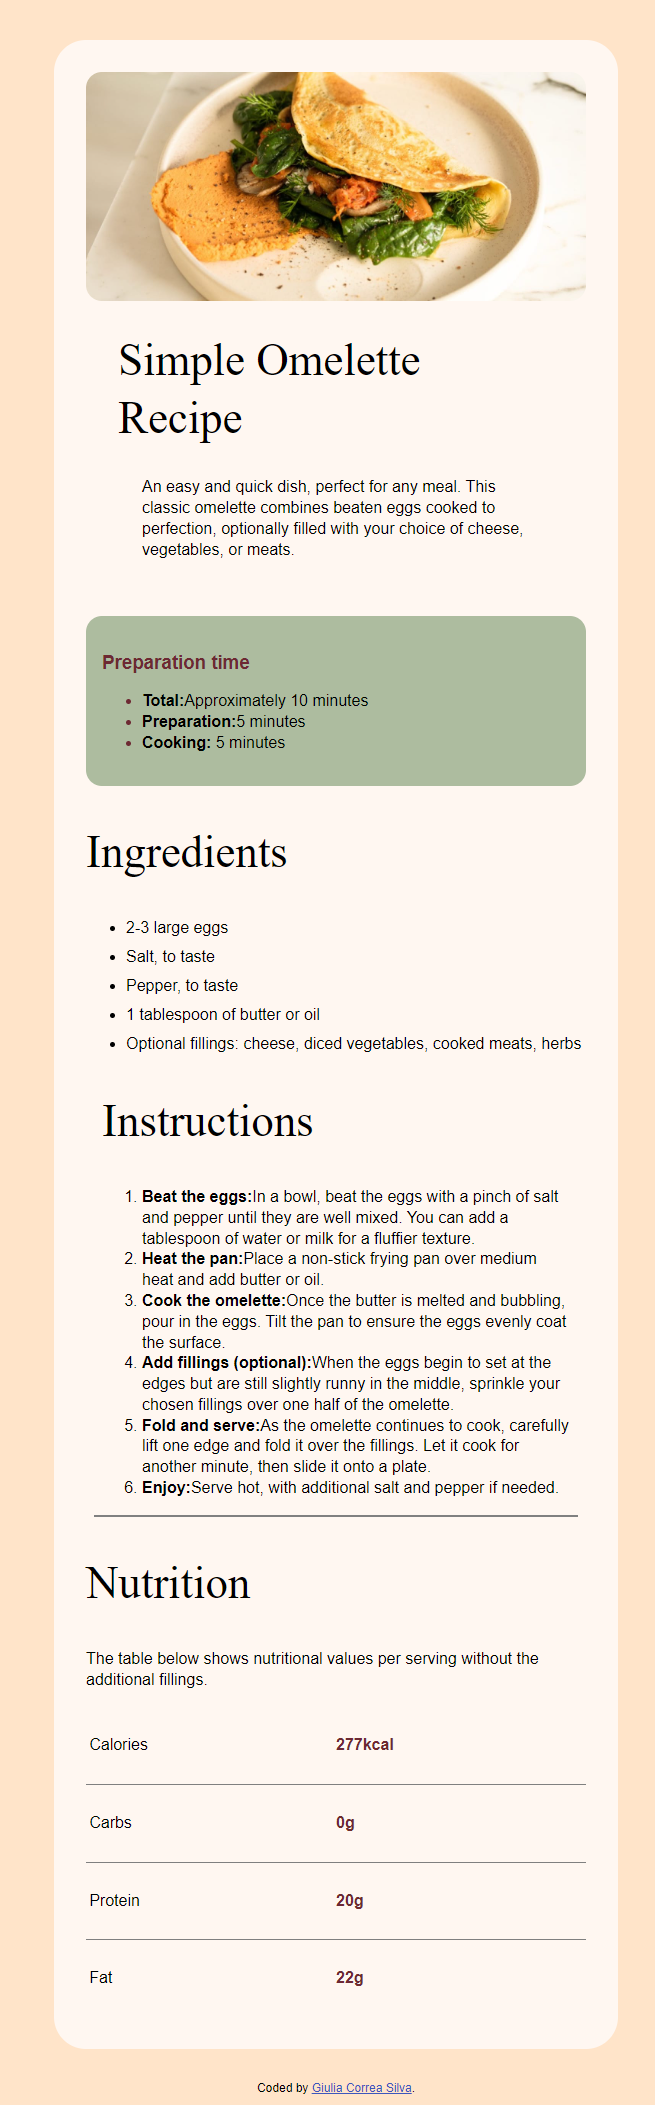 Simple Omelette
Recipe
An easy and quick dish, perfect for any meal. This
classic omelette combines beaten eggs cooked to
perfection, optionally filled with your choice of cheese,
vegetables, or meats.
Preparation time
• Total:Approximately 10 minutes
• Preparation:5 minutes
• Cooking: 5 minutes
Ingredients
• 2-3 large eggs
• Salt, to taste
• Pepper, to taste
• 1 tablespoon of butter or oil
• Optional fillings: cheese, diced vegetables, cooked meats, herbs
Instructions
1. Beat the eggs:In a bowl, beat the eggs with a pinch of salt
and pepper until they are well mixed. You can add a
tablespoon of water or milk for a fluffier texture.
2. Heat the pan:Place a non-stick frying pan over medium
heat and add butter or oil.
3. Cook the omelette:Once the butter is melted and bubbling,
pour in the eggs. Tilt the pan to ensure the eggs evenly coat
the surface.
4. Add fillings (optional):When the eggs begin to set at the
edges but are still slightly runny in the middle, sprinkle your
chosen fillings over one half of the omelette.
5. Fold and serve:As the omelette continues to cook, carefully
lift one edge and fold it over the fillings. Let it cook for
another minute, then slide it onto a plate.
6. Enjoy:Serve hot, with additional salt and pepper if needed.
Nutrition
The table below shows nutritional values per serving without the
additional fillings.
Calories 277kcal
Carbs 0g
Protein 20g
Fat 22g
Coded by Giulia Correa Silva.